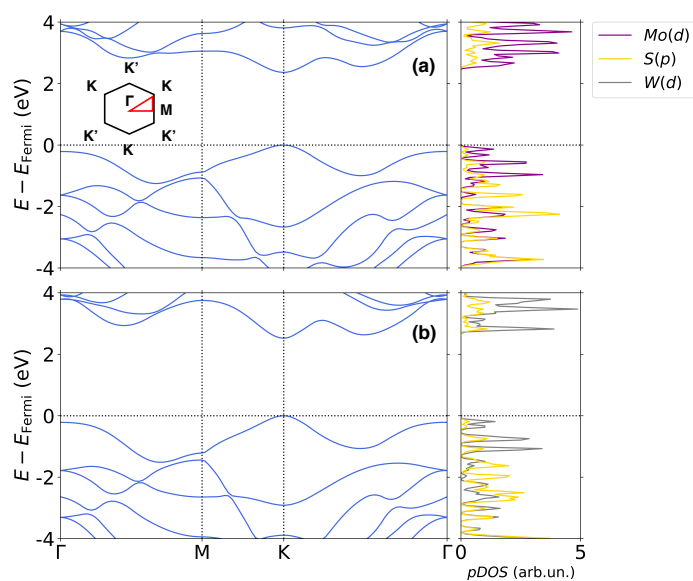 4
2
0
-2
-4
E − E_Fermi (eV)
K'
K
K
Γ
M
K'
K'
K
(a)
Mo(d)
S(p)
W(d)
4
2
0
-2
-4
E − E_Fermi (eV)
(b)
Γ
M
K
Γ
0
5
pDOS (arb.un.)